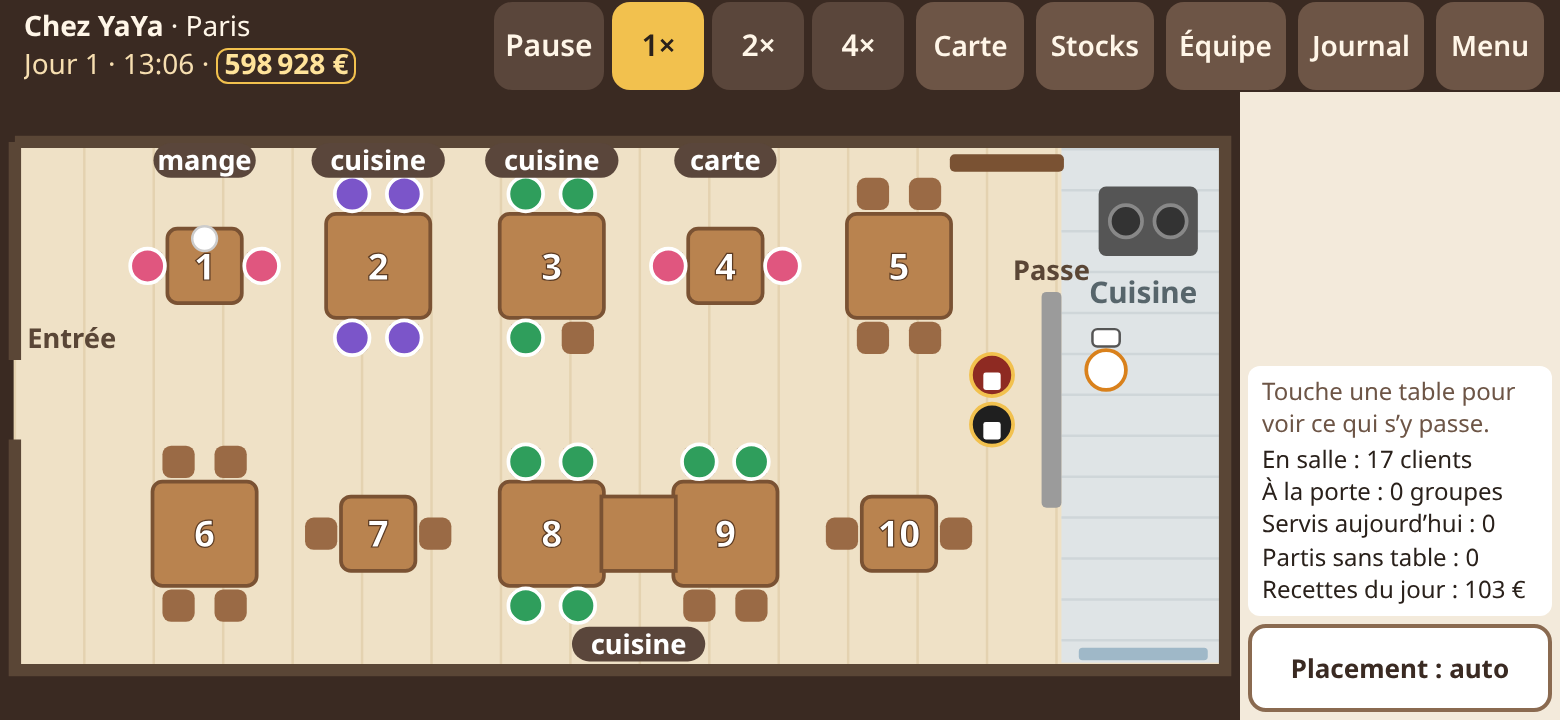 Chez YaYa · Paris
Jour 1 · 13:06 · 598 928 €
Pause
1×
2×
4×
Carte
Stocks
Équipe
Journal
Menu
mange
cuisine
cuisine
carte
1
2
3
4
5
Passe
Cuisine
Entrée
6
7
8
9
10
cuisine
Touche une table pour
voir ce qui s’y passe.
En salle : 17 clients
À la porte : 0 groupes
Servis aujourd’hui : 0
Partis sans table : 0
Recettes du jour : 103 €
Placement : auto